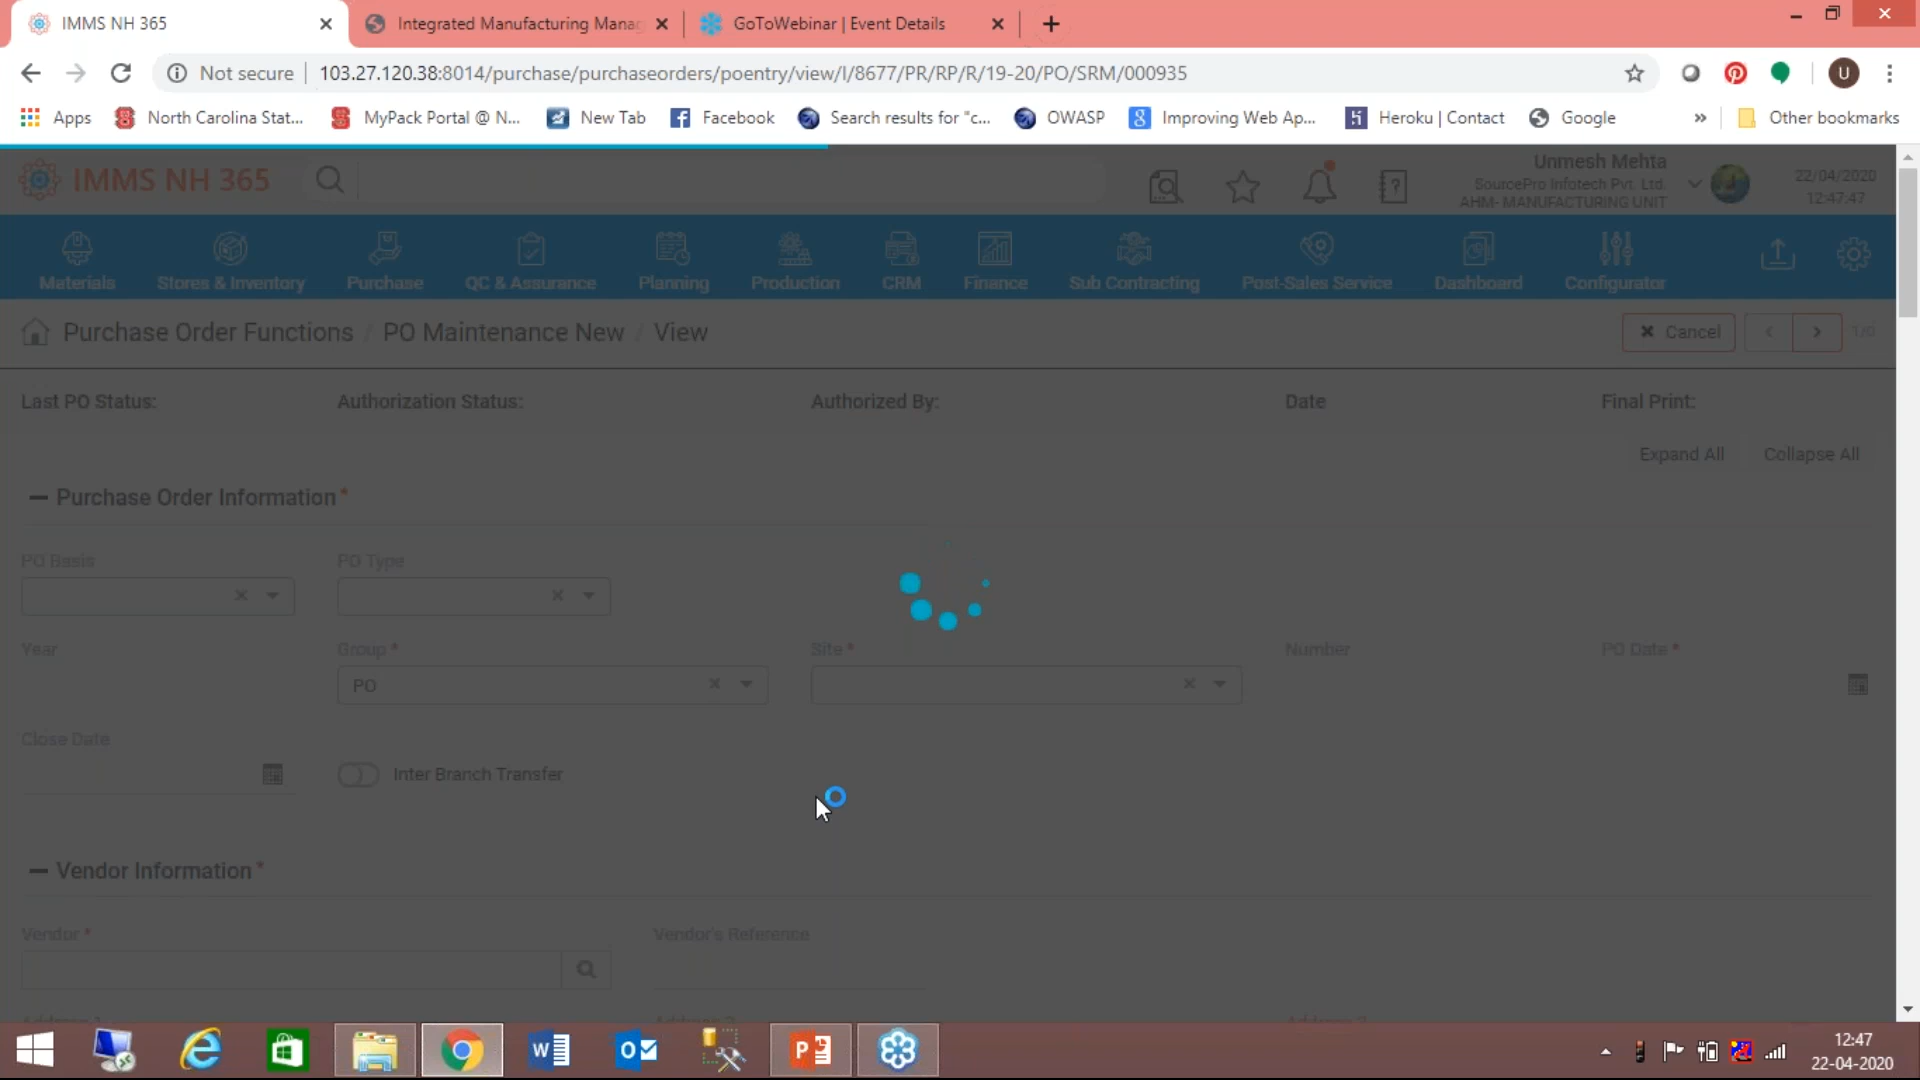 IMMS NH 365
Integrated Manufacturing Mana
GoToWebinar | Event Details
Not secure
103.27.120.38:8014/purchase/purchaseorders/poentry/view/I/8677/PR/RP/R/19-20/PO/SRM/000935
U
Apps
North Carolina Stat...
MyPack Portal @ N...
New Tab
Facebook
Search results for "c...
OWASP
Improving Web Ap...
Heroku | Contact
Google
»
Other bookmarks
IMMS NH 365
Unmesh Mehta
SourcePro Infotech Pvt. Ltd.
AHM- MANUFACTURING UNIT
22/04/2020
12:47:47
Materials
Stores & Inventory
Purchase
QC & Assurance
Planning
Production
CRM
Finance
Sub Contracting
Post-Sales Service
Dashboard
Configurator
Purchase Order Functions / PO Maintenance New / View
Cancel
1/0
Last PO Status:
Authorization Status:
Authorized By:
Date
Final Print:
Expand All
Collapse All
Purchase Order Information *
PO Basis
PO Type
Year
Group *
Site *
Number
PO Date *
PO
Close Date
Inter Branch Transfer
Vendor Information *
Vendor *
Vendor's Reference
12:47
22-04-2020